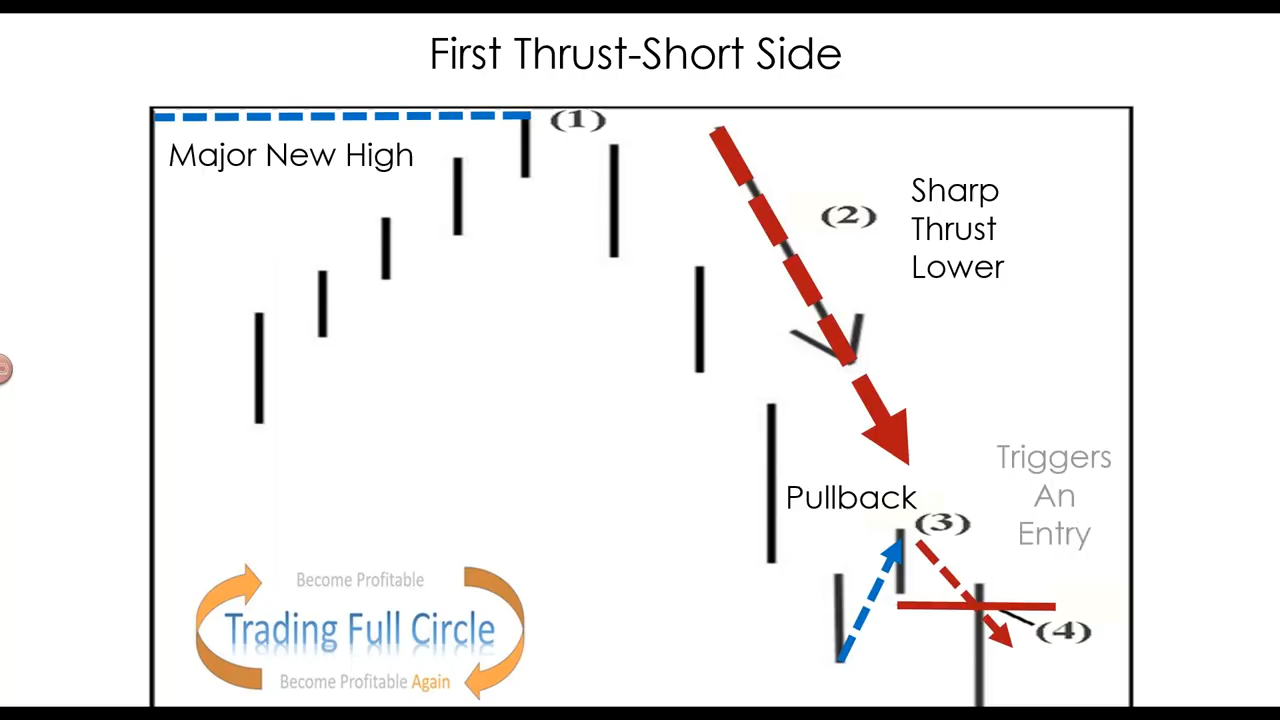 First Thrust-Short Side
(1)
Major New High
(2)
Sharp
Thrust
Lower
Triggers
An
Entry
Pullback
(3)
(4)
Become Profitable
Trading Full Circle
Become Profitable Again